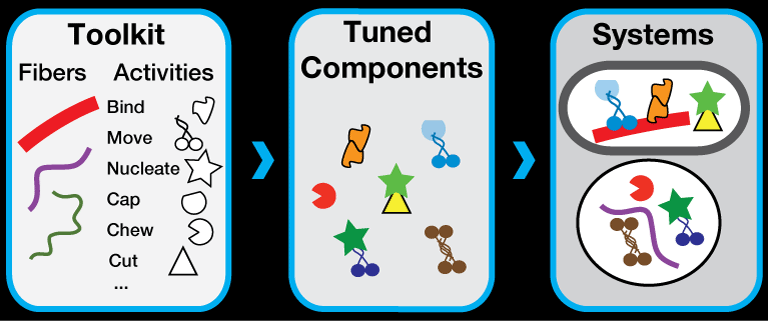 Toolkit
Fibers Activities
Bind
Move
Nucleate
Cap
Chew
Cut
...
Tuned
Components
Systems